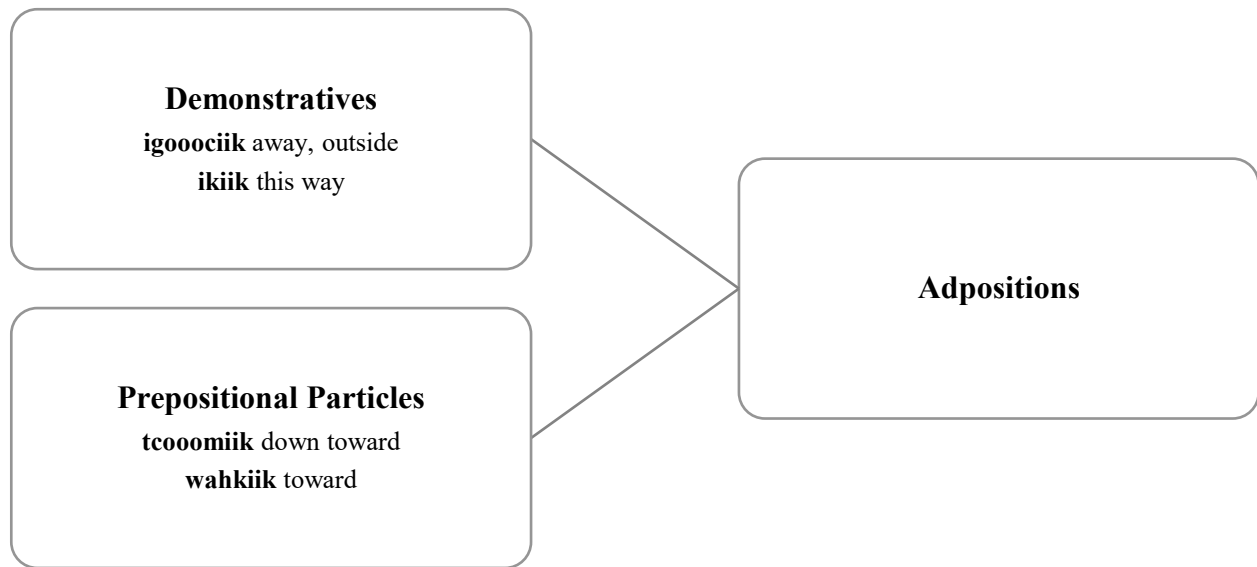 Demonstratives
igooociik away, outside
ikiik this way
Adpositions
Prepositional Particles
tcooomiik down toward
wahkiik toward